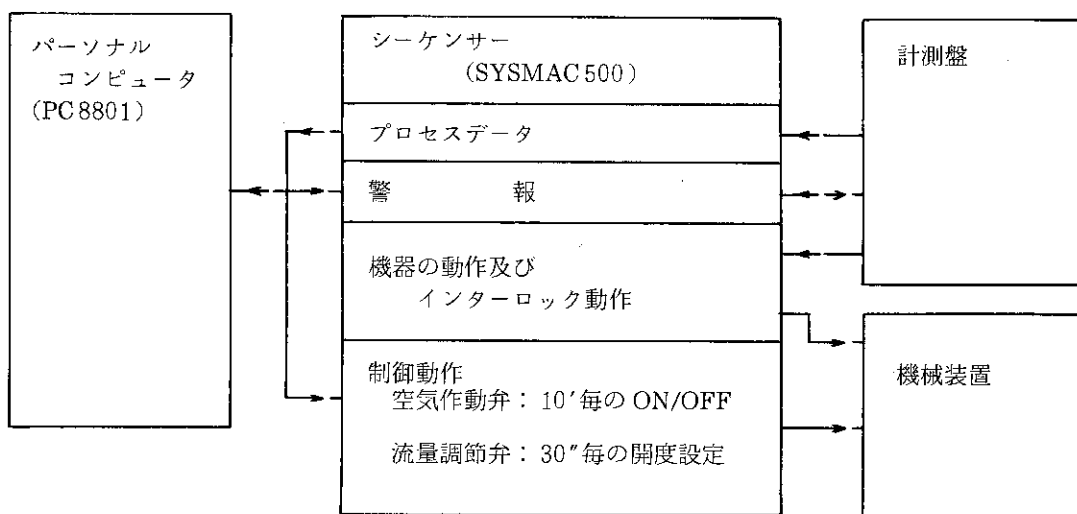 パーソナル
コンピュータ
(PC8801)
シーケンサー
(SYSMAC500)
プロセスデータ
警 報
機器の動作及び
インターロック動作
制御動作
空気作動弁：10′毎のON/OFF
流量調節弁：30″毎の開度設定
計測盤
機械装置